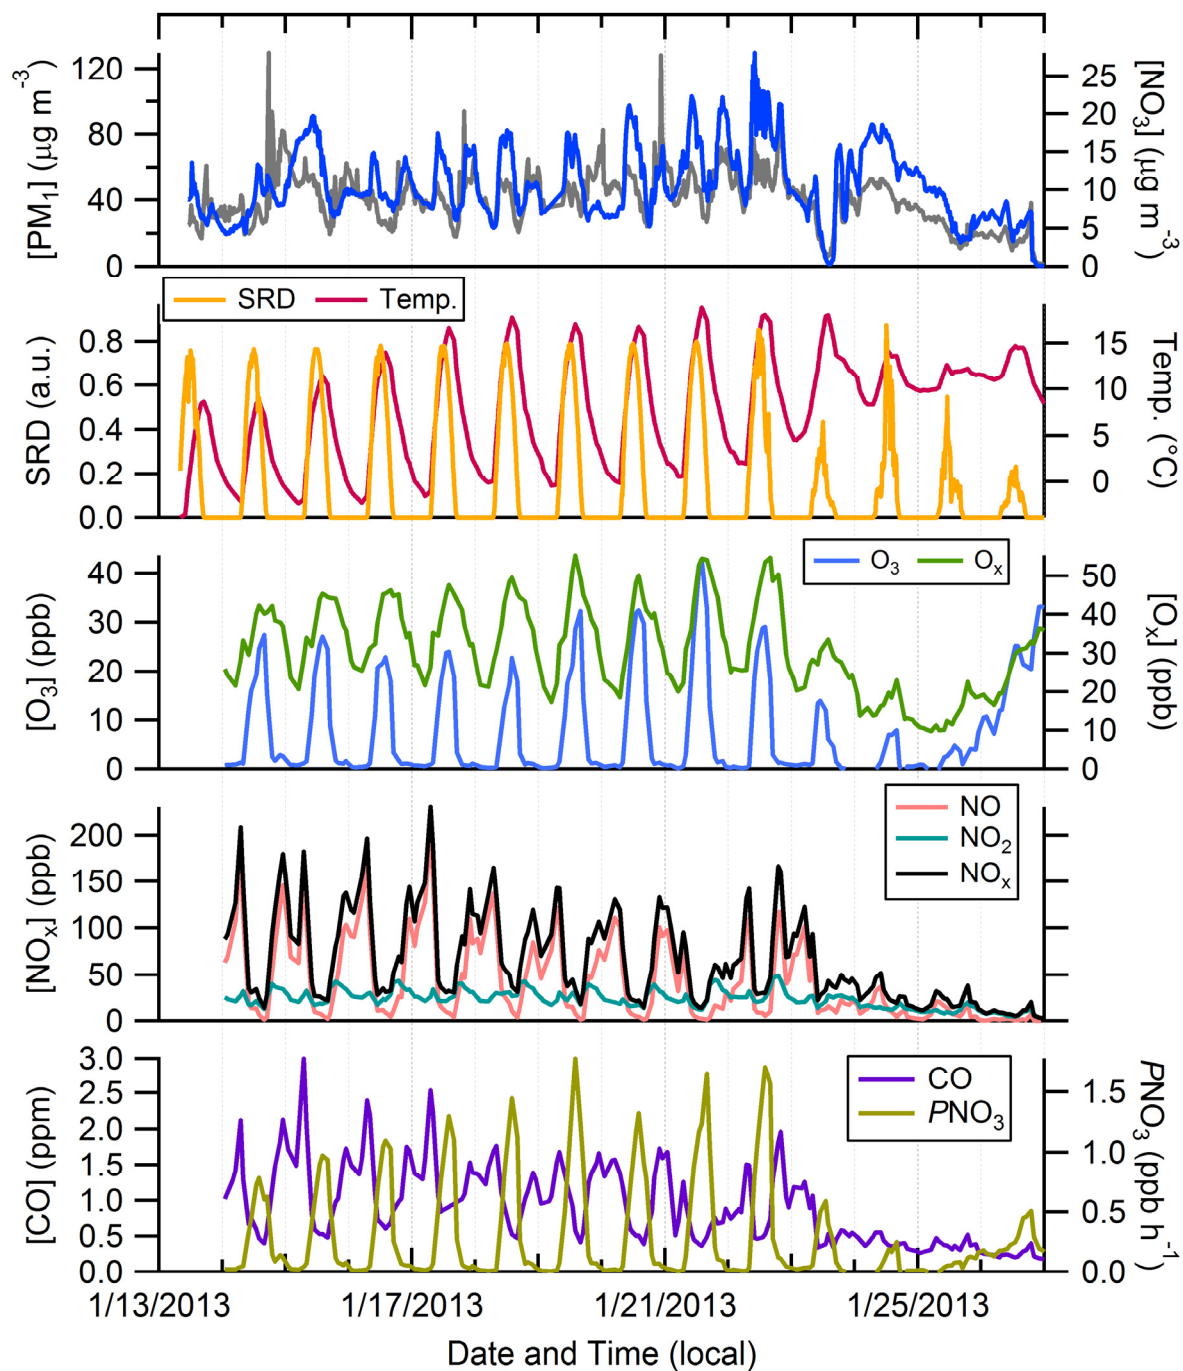 [PM₁] (μg m⁻³)
120
80
40
0
25
20
15
10
5
0
[NO₃] (μg m⁻³)
SRD Temp.
SRD (a.u.)
0.8
0.6
0.4
0.2
0.0
15
10
5
0
Temp. (°C)
O₃ Oₓ
[O₃] (ppb)
40
30
20
10
0
50
40
30
20
10
0
[Oₓ] (ppb)
NO
NO₂
NOₓ
[NOₓ] (ppb)
200
150
100
50
0
CO
PNO₃
[CO] (ppm)
3.0
2.5
2.0
1.5
1.0
0.5
0.0
1.5
1.0
0.5
0.0
PNO₃ (ppb h⁻¹)
1/13/2013 1/17/2013 1/21/2013 1/25/2013
Date and Time (local)